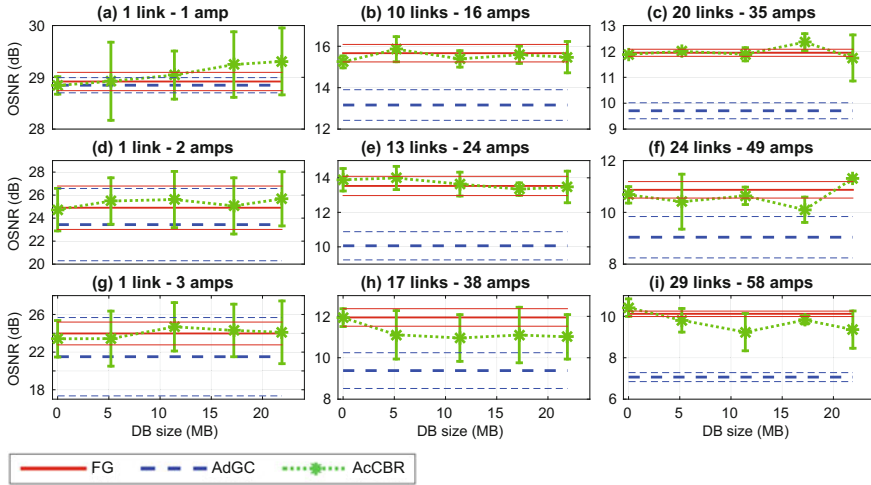 (a) 1 link - 1 amp
(b) 10 links - 16 amps
(c) 20 links - 35 amps
OSNR (dB)
30
29
28
16
14
12
13
12
11
10
9
(d) 1 link - 2 amps
(e) 13 links - 24 amps
(f) 24 links - 49 amps
OSNR (dB)
28
26
24
22
20
14
12
10
12
10
8
(g) 1 link - 3 amps
(h) 17 links - 38 amps
(i) 29 links - 58 amps
OSNR (dB)
26
22
18
12
10
8
10
8
6
0 5 10 15 20
0 5 10 15 20
0 5 10 15 20
DB size (MB)
DB size (MB)
DB size (MB)
FG AdGC AcCBR